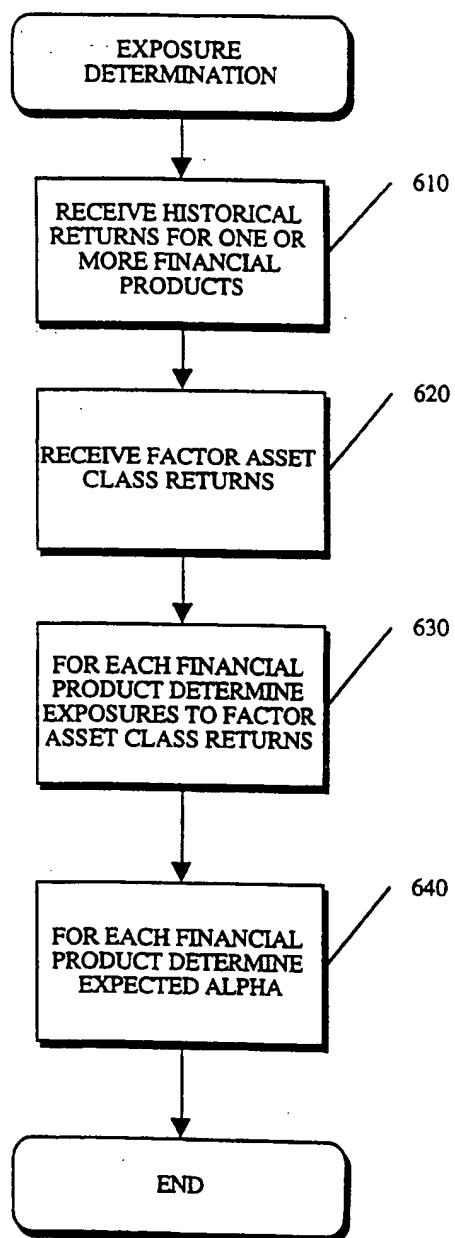 EXPOSURE
DETERMINATION
610
RECEIVE HISTORICAL
RETURNS FOR ONE OR
MORE FINANCIAL
PRODUCTS
620
RECEIVE FACTOR ASSET
CLASS RETURNS
630
FOR EACH FINANCIAL
PRODUCT DETERMINE
EXPOSURES TO FACTOR
ASSET CLASS RETURNS
640
FOR EACH FINANCIAL
PRODUCT DETERMINE
EXPECTED ALPHA
END